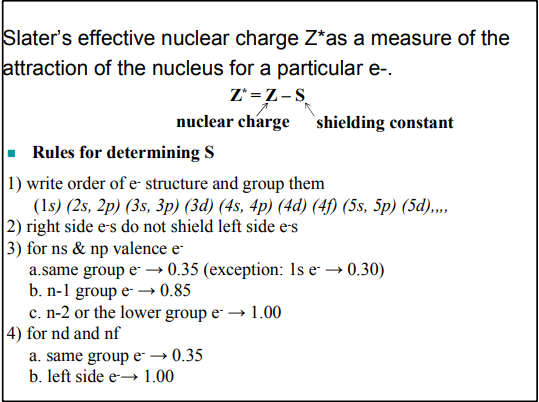 Slater's effective nuclear charge Z*as a measure of the
attraction of the nucleus for a particular e-.
Z* = Z – S
nuclear charge shielding constant
■ Rules for determining S
1) write order of e- structure and group them
(1s) (2s, 2p) (3s, 3p) (3d) (4s, 4p) (4d) (4f) (5s, 5p) (5d),,,,
2) right side e-s do not shield left side e-s
3) for ns & np valence e-
a.same group e- → 0.35 (exception: 1s e- → 0.30)
b. n-1 group e- → 0.85
c. n-2 or the lower group e- → 1.00
4) for nd and nf
a. same group e- → 0.35
b. left side e-→ 1.00